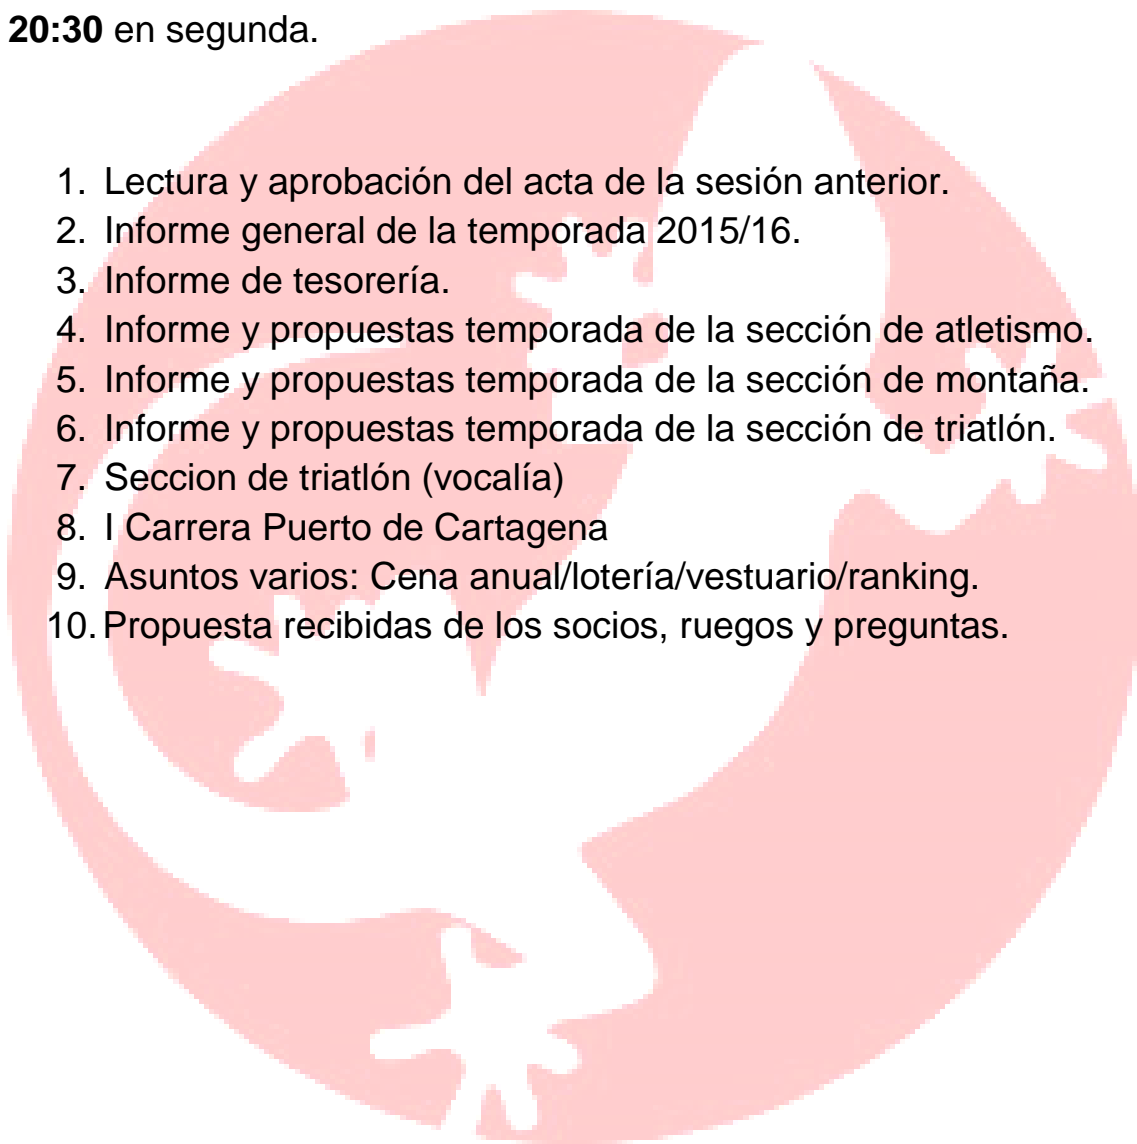 20:30 en segunda.
1. Lectura y aprobación del acta de la sesión anterior.
2. Informe general de la temporada 2015/16.
3. Informe de tesorería.
4. Informe y propuestas temporada de la sección de atletismo.
5. Informe y propuestas temporada de la sección de montaña.
6. Informe y propuestas temporada de la sección de triatlón.
7. Seccion de triatlón (vocalía)
8. I Carrera Puerto de Cartagena
9. Asuntos varios: Cena anual/lotería/vestuario/ranking.
10. Propuesta recibidas de los socios, ruegos y preguntas.